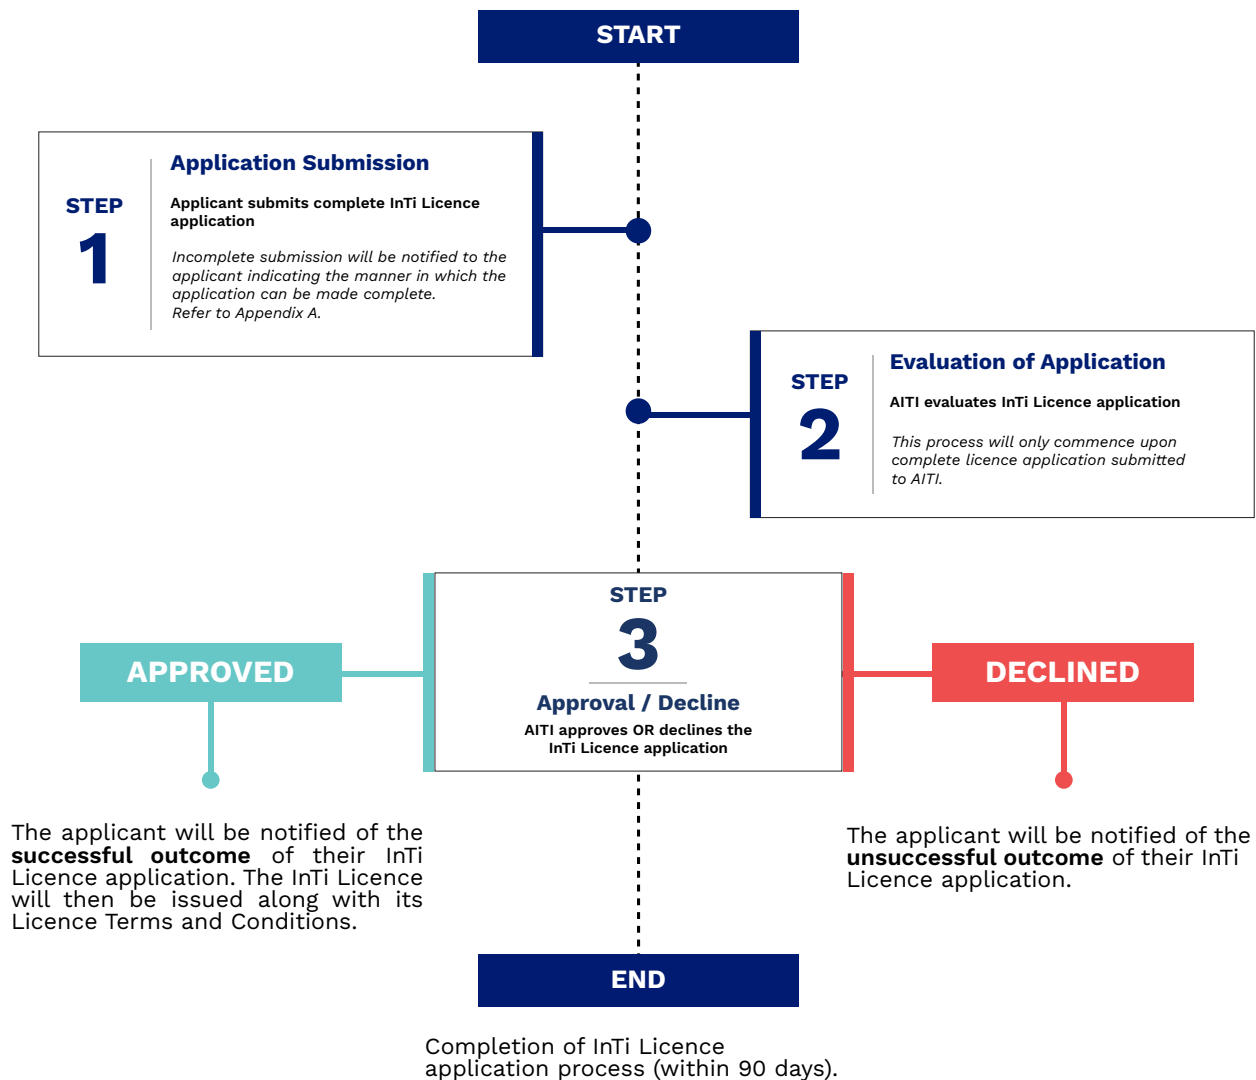 START
STEP
1
Application Submission
Applicant submits complete InTi Licence
application
Incomplete submission will be notified to the
applicant indicating the manner in which the
application can be made complete.
Refer to Appendix A.
STEP
2
Evaluation of Application
AITI evaluates InTi Licence application
This process will only commence upon
complete licence application submitted
to AITI.
STEP
3
Approval / Decline
AITI approves OR declines the
InTi Licence application
APPROVED
The applicant will be notified of the
successful outcome of their InTi
Licence application. The InTi Licence
will then be issued along with its
Licence Terms and Conditions.
DECLINED
The applicant will be notified of the
unsuccessful outcome of their InTi
Licence application.
END
Completion of InTi Licence
application process (within 90 days).